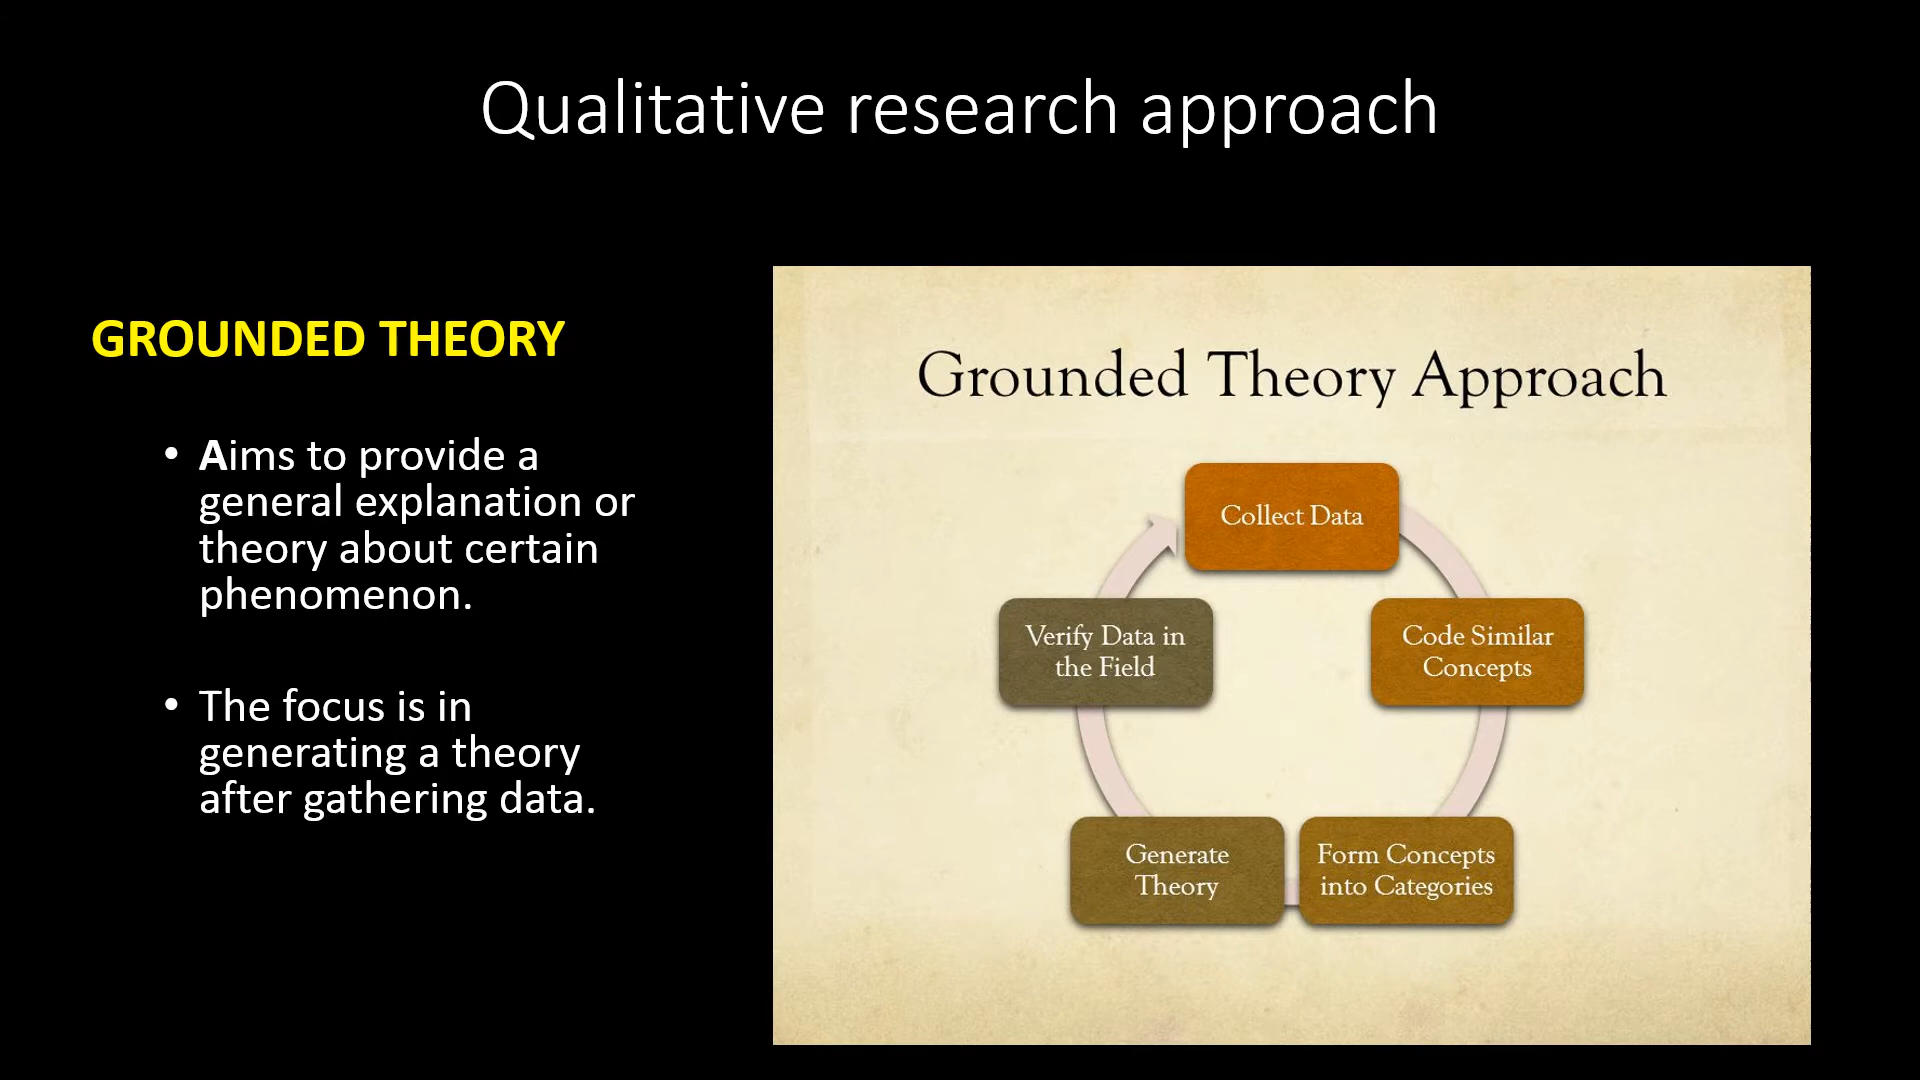 Qualitative research approach
GROUNDED THEORY
• Aims to provide a
general explanation or
theory about certain
phenomenon.
• The focus is in
generating a theory
after gathering data.
Grounded Theory Approach
Collect Data
Code Similar
Concepts
Form Concepts
into Categories
Generate
Theory
Verify Data in
the Field